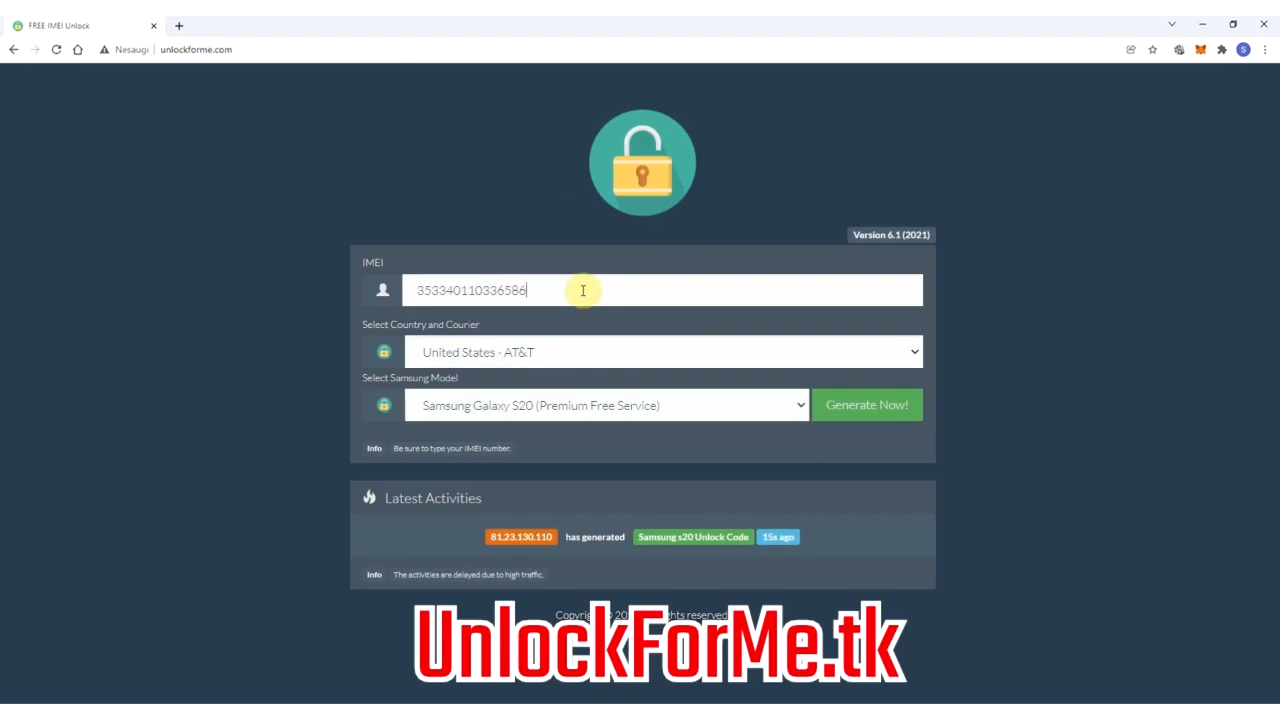 FREE IMEI Unlock
Nesaugi | unlockforme.com
S
Version 6.1 (2021)
IMEI
353340110336586
Select Country and Courier
United States - AT&T
Select Samsung Model
Samsung Galaxy S20 (Premium Free Service)
Generate Now!
Info Be sure to type your IMEI number.
Latest Activities
81.23.130.110 has generated Samsung s20 Unlock Code 15s ago
Info The activities are delayed due to high traffic.
reserved
UnlockForMe.tk